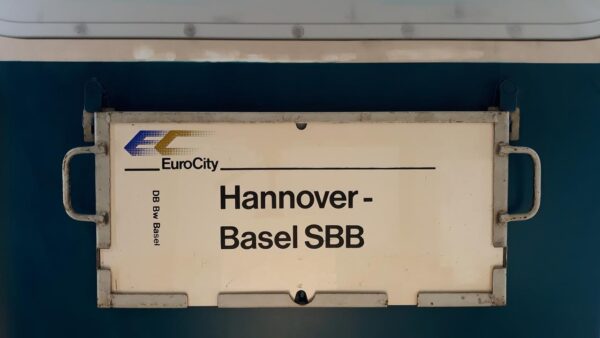 EC
EuroCity
DB Bw Basel
Hannover -
Basel SBB